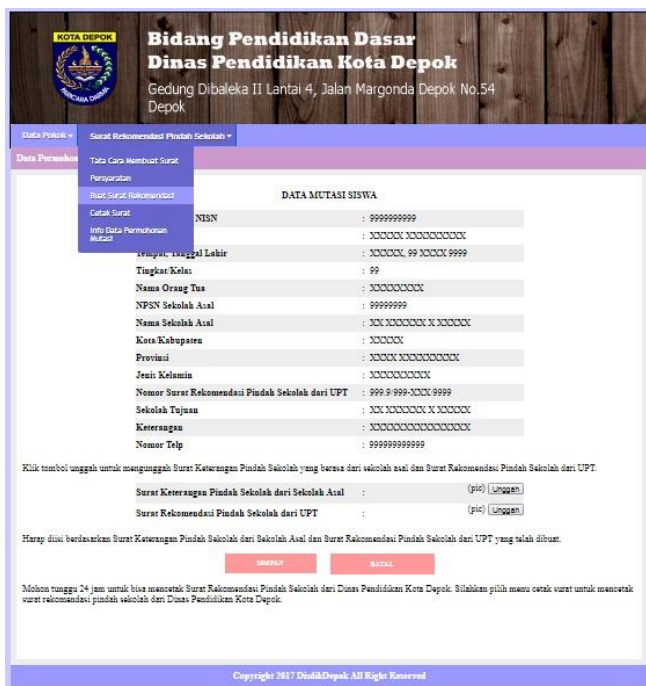 KOTA DEPOK
PARICARA DHARMA
Bidang Pendidikan Dasar
Dinas Pendidikan Kota Depok
Gedung Dibaleka II Lantai 4, Jalan Margonda Depok No.54
Depok
Data Pokok Surat Rekomendasi Pindah Sekolah
Data Permohon
Tata Cara Membuat Surat
Persyaratan
Buat Surat Rekomendasi
Cetak Surat
Info Data Permohonan
Mutasi
DATA MUTASI SISWA
NISN : 9999999999
: XXXXX XXXXXXXXXX
Tempat, Tanggal Lahir : XXXXX, 99 XXXX 9999
Tingkat/Kelas : 99
Nama Orang Tua : XXXXXXXXX
NPSN Sekolah Asal : 99999999
Nama Sekolah Asal : XX XXXXXX X XXXXX
Kota/Kabupaten : XXXXX
Provinsi : XXXX XXXXXXXXXX
Jenis Kelamin : XXXXXXXXXX
Nomor Surat Rekomendasi Pindah Sekolah dari UPT : 999.9/999-XXX/9999
Sekolah Tujuan : XX XXXXXX X XXXXX
Keterangan : XXXXXXXXXXXXXXXX
Nomor Telp : 999999999999
Klik tombol unggah untuk mengunggah Surat Keterangan Pindah Sekolah yang berasa dari sekolah asal dan Surat Rekomendasi Pindah Sekolah dari UPT.
Surat Keterangan Pindah Sekolah dari Sekolah Asal : (pic) Unggah
Surat Rekomendasi Pindah Sekolah dari UPT : (pic) Unggah
Harap diisi berdasarkan Surat Keterangan Pindah Sekolah dari Sekolah Asal dan Surat Rekomendasi Pindah Sekolah dari UPT yang telah dibuat.
SIMPAN BATAL
Mohon tunggu 24 jam untuk bisa mencetak Surat Rekomendasi Pindah Sekolah dari Dinas Pendidikan Kota Depok. Silahkan pilih menu cetak surat untuk mencetak
surat rekomendasi pindah sekolah dari Dinas Pendidikan Kota Depok.
Copyright 2017 DisdikDepok All Right Reserved